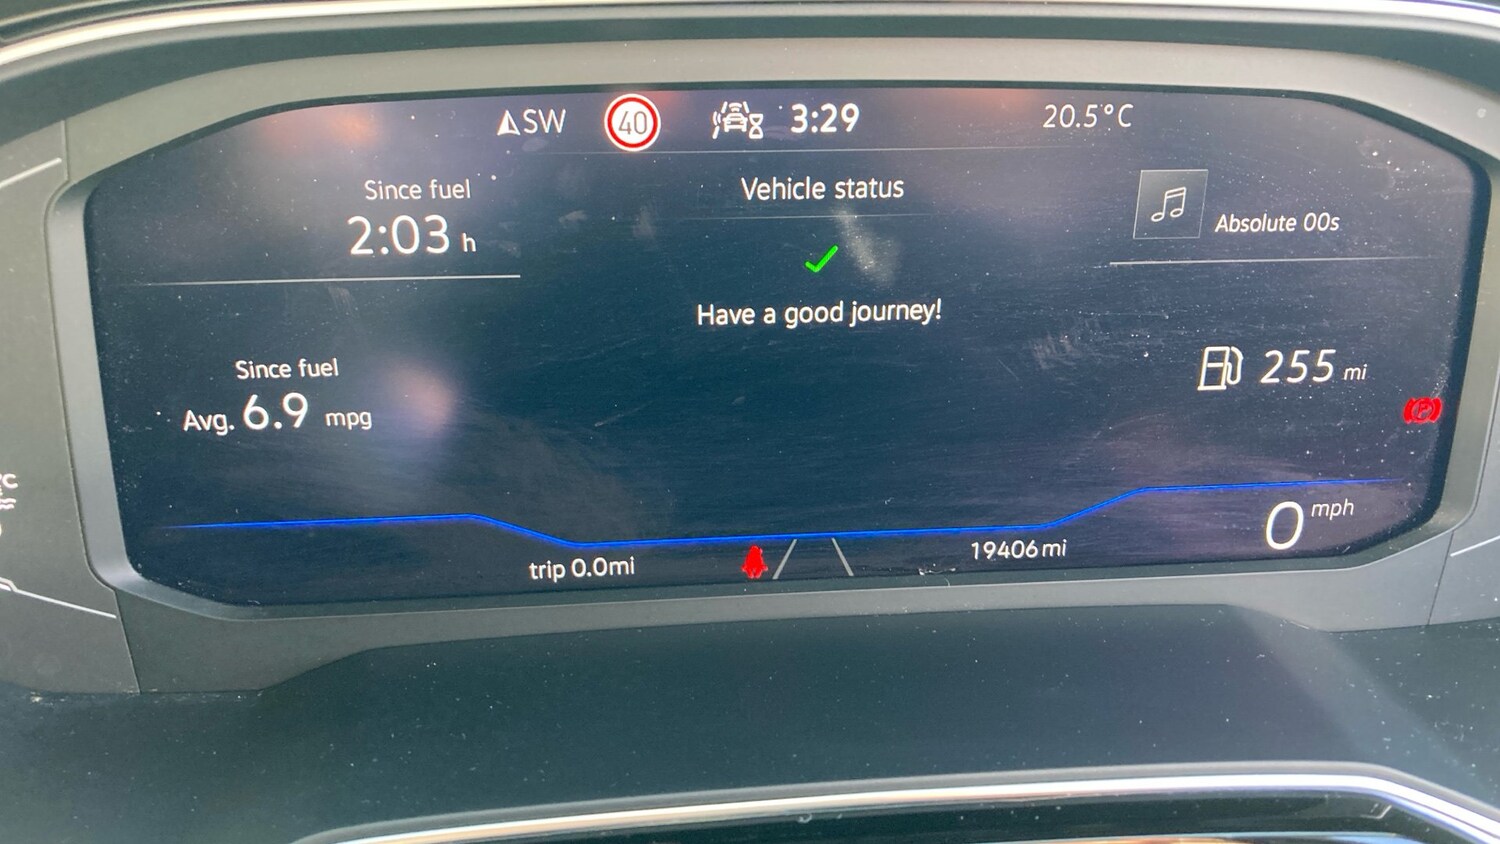 SW 40 3:29 20.5°C
Since fuel
2:03 h
Vehicle status
Have a good journey!
Absolute 00s
Since fuel
Avg. 6.9 mpg
255 mi
P
0 mph
trip 0.0mi
19406 mi
°C